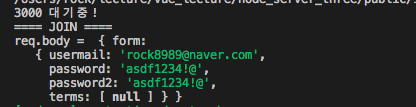 3000 대기중!
==== JOIN ====
req.body = { form:
{ usermail: 'rock8989@naver.com',
password: 'asdf1234!@',
password2: 'asdf1234!@',
terms: [ null ] } }